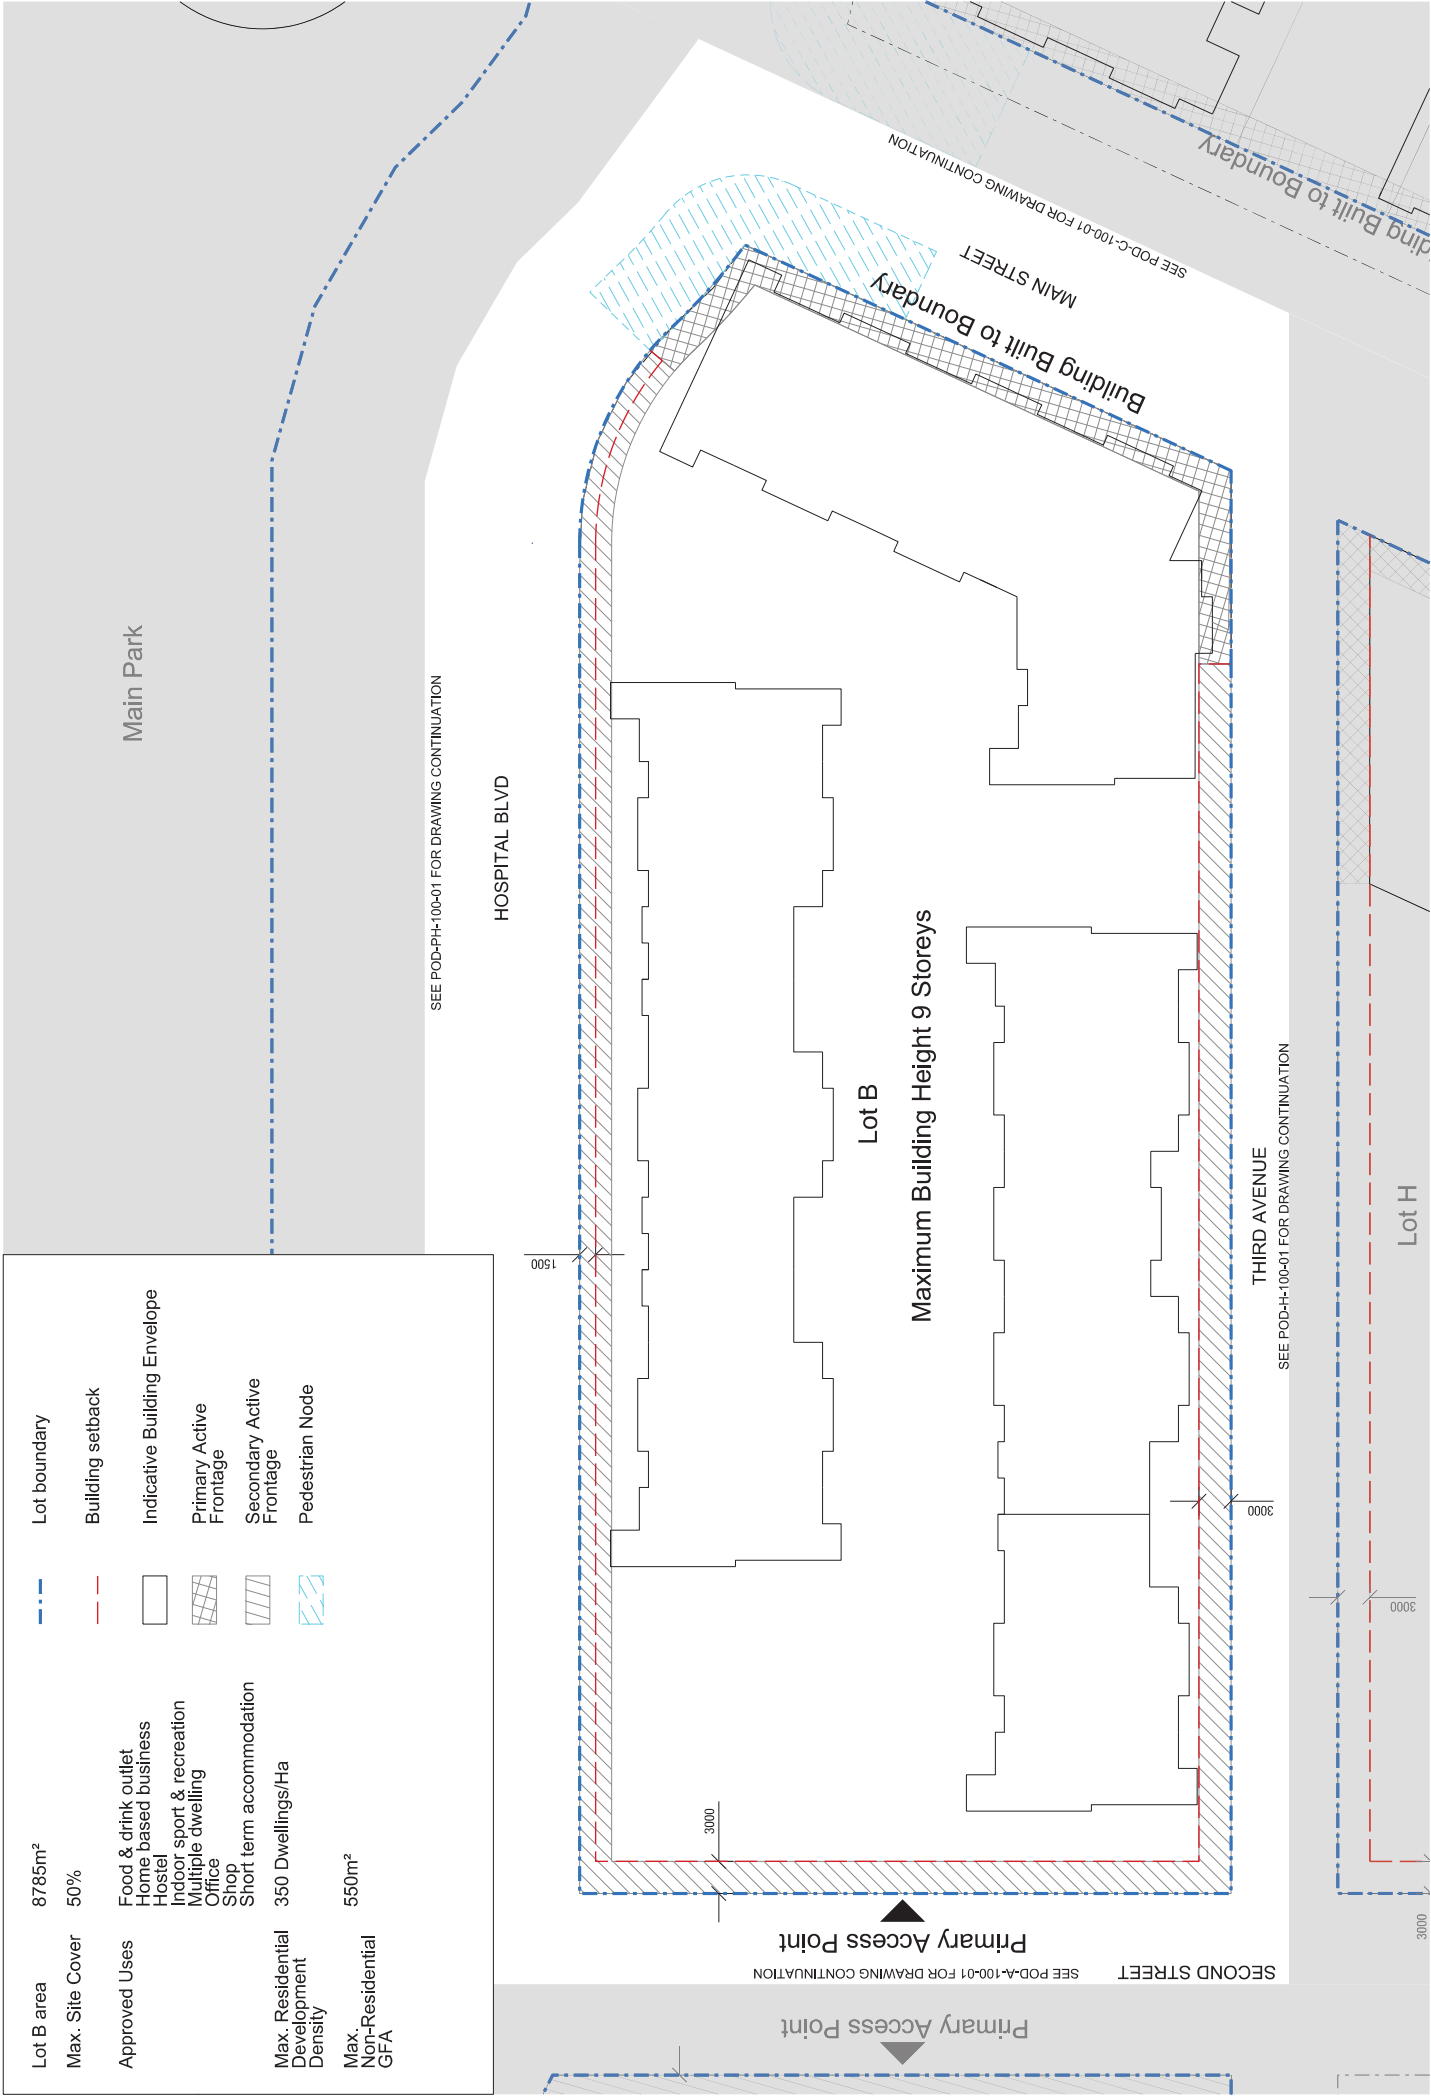 Lot B area 8785m²
Max. Site Cover 50%
Approved Uses
Food & drink outlet
Home based business
Hostel
Indoor sport & recreation
Multiple dwelling
Office
Shop
Short term accommodation
Max. Residential 350 Dwellings/Ha
Development
Density
Max. 550m²
Non-Residential
GFA
Lot boundary
Building setback
Indicative Building Envelope
Primary Active
Frontage
Secondary Active
Frontage
Pedestrian Node
Main Park
SEE POD-PH-100-01 FOR DRAWING CONTINUATION
HOSPITAL BLVD
1500
Lot B
Maximum Building Height 9 Storeys
3000
3000
THIRD AVENUE
SEE POD-H-100-01 FOR DRAWING CONTINUATION
Lot H
3000
3000
Primary Access Point
SEE POD-A-100-01 FOR DRAWING CONTINUATION
SECOND STREET
Primary Access Point
Building Built to Boundary
MAIN STREET
SEE POD-C-100-01 FOR DRAWING CONTINUATION
ding Built to Boundary